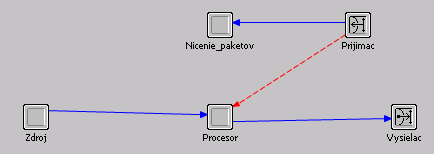 Nicenie_paketov
Prijimac
Zdroj
Procesor
Vysielac